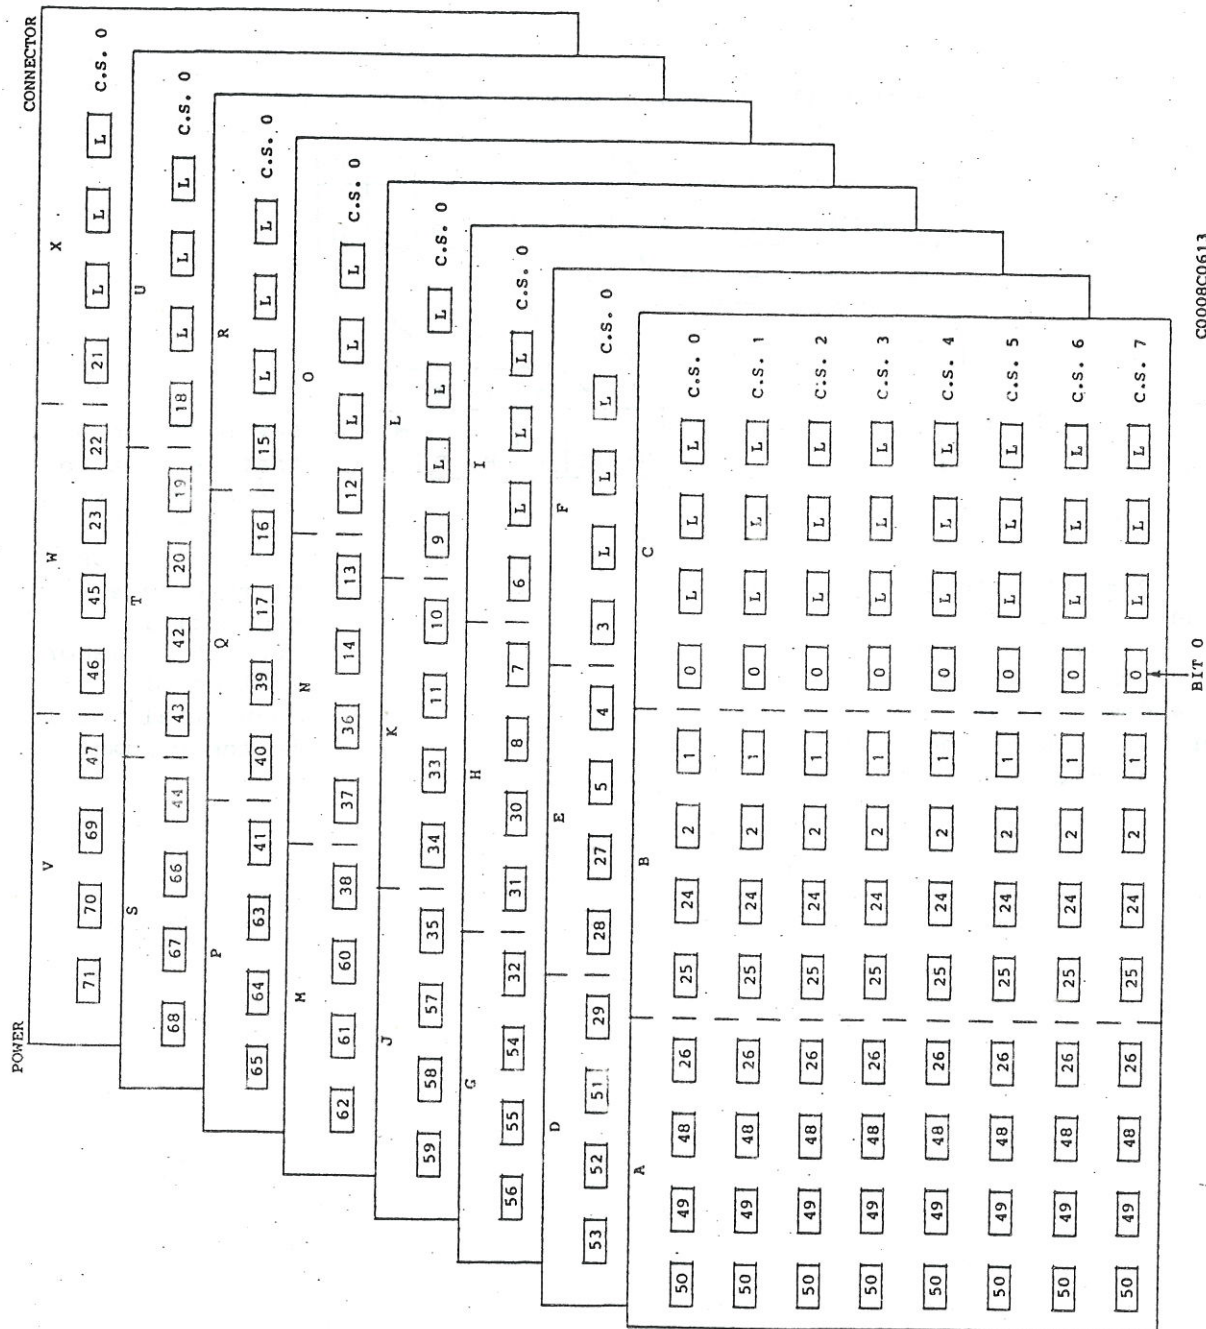 POWER CONNECTOR
V W X
71 70 69 47 46 45 23 22 21 L L L C.S. 0
S T U
68 67 66 44 43 42 20 19 18 L L L C.S. 0
P Q R
65 64 63 41 40 39 17 16 15 L L L C.S. 0
M N O
62 61 60 38 37 36 14 13 12 L L L C.S. 0
J K L
59 58 57 35 34 33 11 10 9 L L L C.S. 0
G H I
56 55 54 32 31 30 8 7 6 L L L C.S. 0
D E F
53 52 51 29 28 27 5 4 3 L L L C.S. 0
A B C
50 49 48 26 25 24 2 1 0 L L L C.S. 0
50 49 48 26 25 24 2 1 0 L L L C.S. 1
50 49 48 26 25 24 2 1 0 L L L C.S. 2
50 49 48 26 25 24 2 1 0 L L L C.S. 3
50 49 48 26 25 24 2 1 0 L L L C.S. 4
50 49 48 26 25 24 2 1 0 L L L C.S. 5
50 49 48 26 25 24 2 1 0 L L L C.S. 6
50 49 48 26 25 24 2 1 0 L L L C.S. 7
BIT 0
C0008C0613